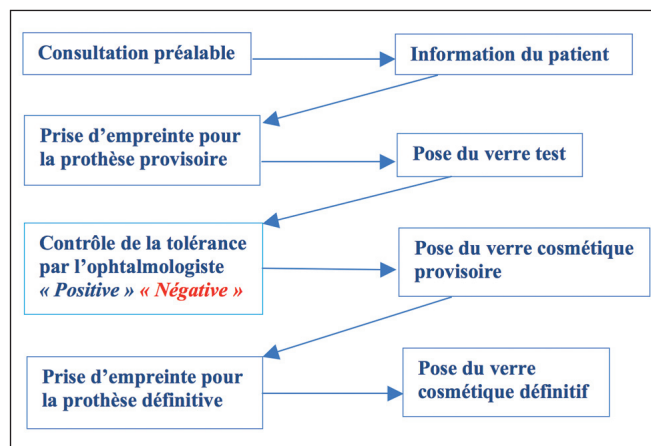 Consultation préalable
Information du patient
Prise d’empreinte pour
la prothèse provisoire
Pose du verre test
Contrôle de la tolérance
par l’ophtalmologiste
« Positive » « Négative »
Pose du verre cosmétique
provisoire
Prise d’empreinte pour
la prothèse définitive
Pose du verre
cosmétique définitif